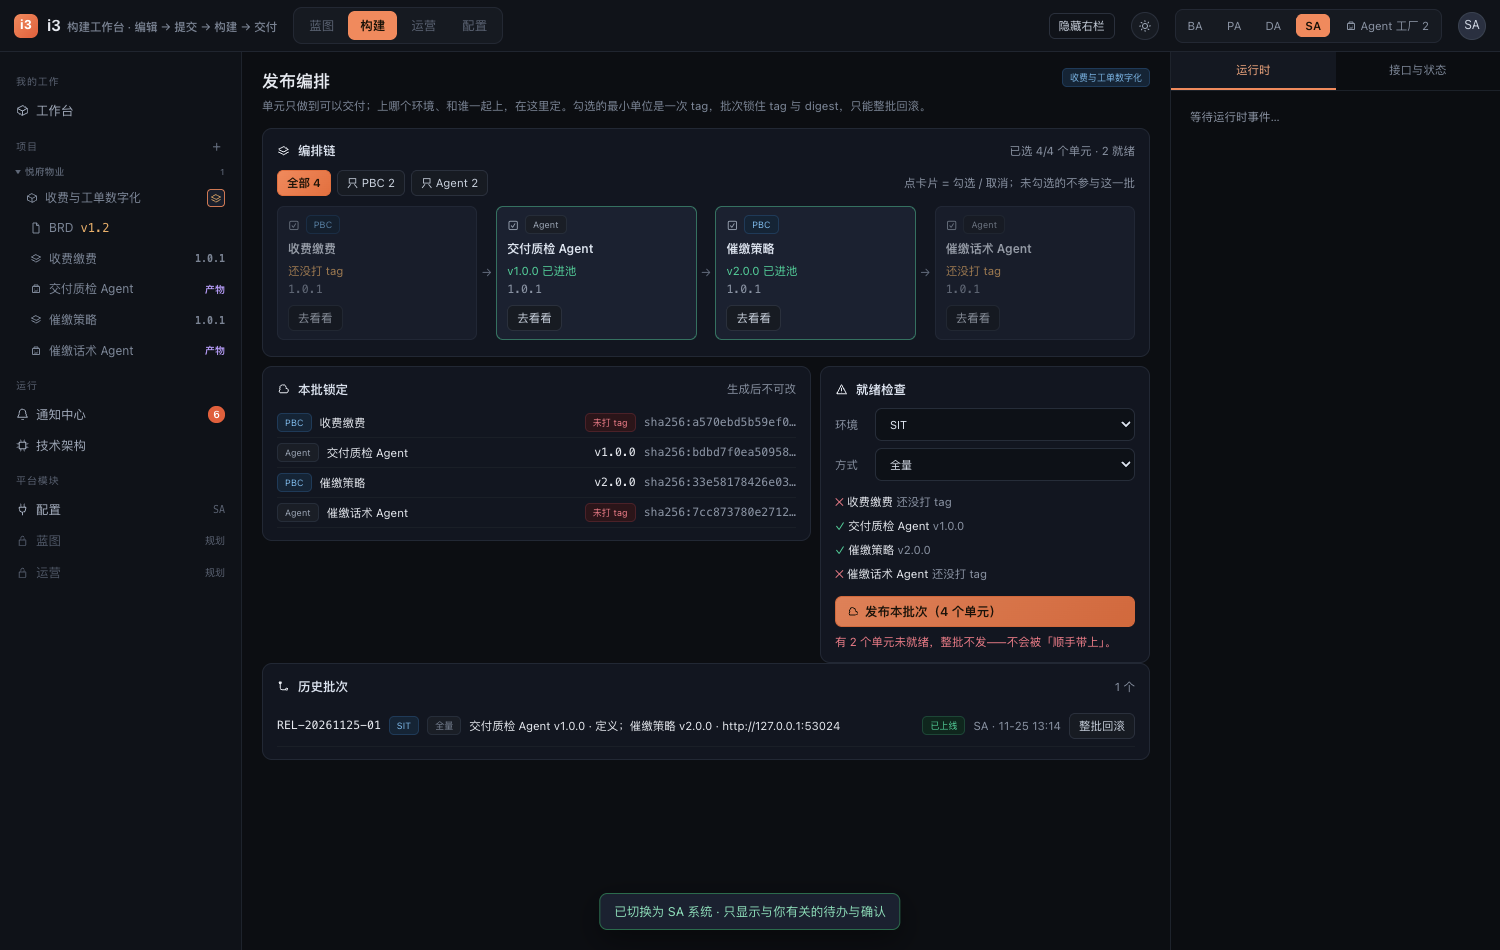 i3 i3 构建工作台 · 编辑 → 提交 → 构建 → 交付 蓝图 构建 运营 配置 隐藏右栏 BA PA DA SA Agent 工厂 2 SA
我的工作
工作台
项目 +
悦府物业 1
收费与工单数字化
BRD v1.2
收费缴费 1.0.1
交付质检 Agent 产物
催缴策略 1.0.1
催缴话术 Agent 产物
运行
通知中心 6
技术架构
平台模块
配置 SA
蓝图 规划
运营 规划
发布编排 收费与工单数字化
单元只做到可以交付；上哪个环境、和谁一起上，在这里定。勾选的最小单位是一次 tag，批次锁住 tag 与 digest，只能整批回滚。
编排链 已选 4/4 个单元 · 2 就绪
全部 4 PBC 2 Agent 2 点卡片 = 勾选 / 取消；未勾选的不参与这一批
PBC
收费缴费
还没打 tag
1.0.1
去看看
→
Agent
交付质检 Agent
v1.0.0 已进池
1.0.1
去看看
→
PBC
催缴策略
v2.0.0 已进池
1.0.1
去看看
→
Agent
催缴话术 Agent
还没打 tag
1.0.1
去看看
本批锁定 生成后不可改
PBC 收费缴费 未打 tag sha256:a570ebd5b59ef0…
Agent 交付质检 Agent v1.0.0 sha256:bdbd7f0ea50958…
PBC 催缴策略 v2.0.0 sha256:33e58178426e03…
Agent 催缴话术 Agent 未打 tag sha256:7cc873780e2712…
就绪检查
环境 SIT
方式 全量
✕ 收费缴费 还没打 tag
✓ 交付质检 Agent v1.0.0
✓ 催缴策略 v2.0.0
✕ 催缴话术 Agent 还没打 tag
发布本批次（4 个单元）
有 2 个单元未就绪，整批不发——不会被「顺手带上」。
历史批次 1 个
REL-20261125-01 SIT 全量 交付质检 Agent v1.0.0 · 定义；催缴策略 v2.0.0 · http://127.0.0.1:53024 已上线 SA · 11-25 13:14 整批回滚
运行时 接口与状态
等待运行时事件…
已切换为 SA 系统 · 只显示与你有关的待办与确认